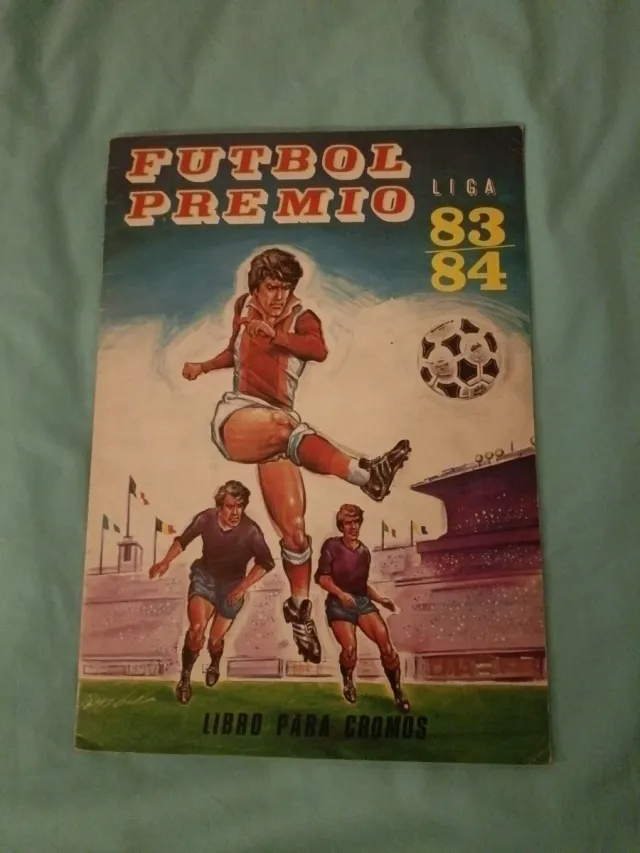 FUTBOL
PREMIO
LIGA
83
84
LIBRO PARA CROMOS